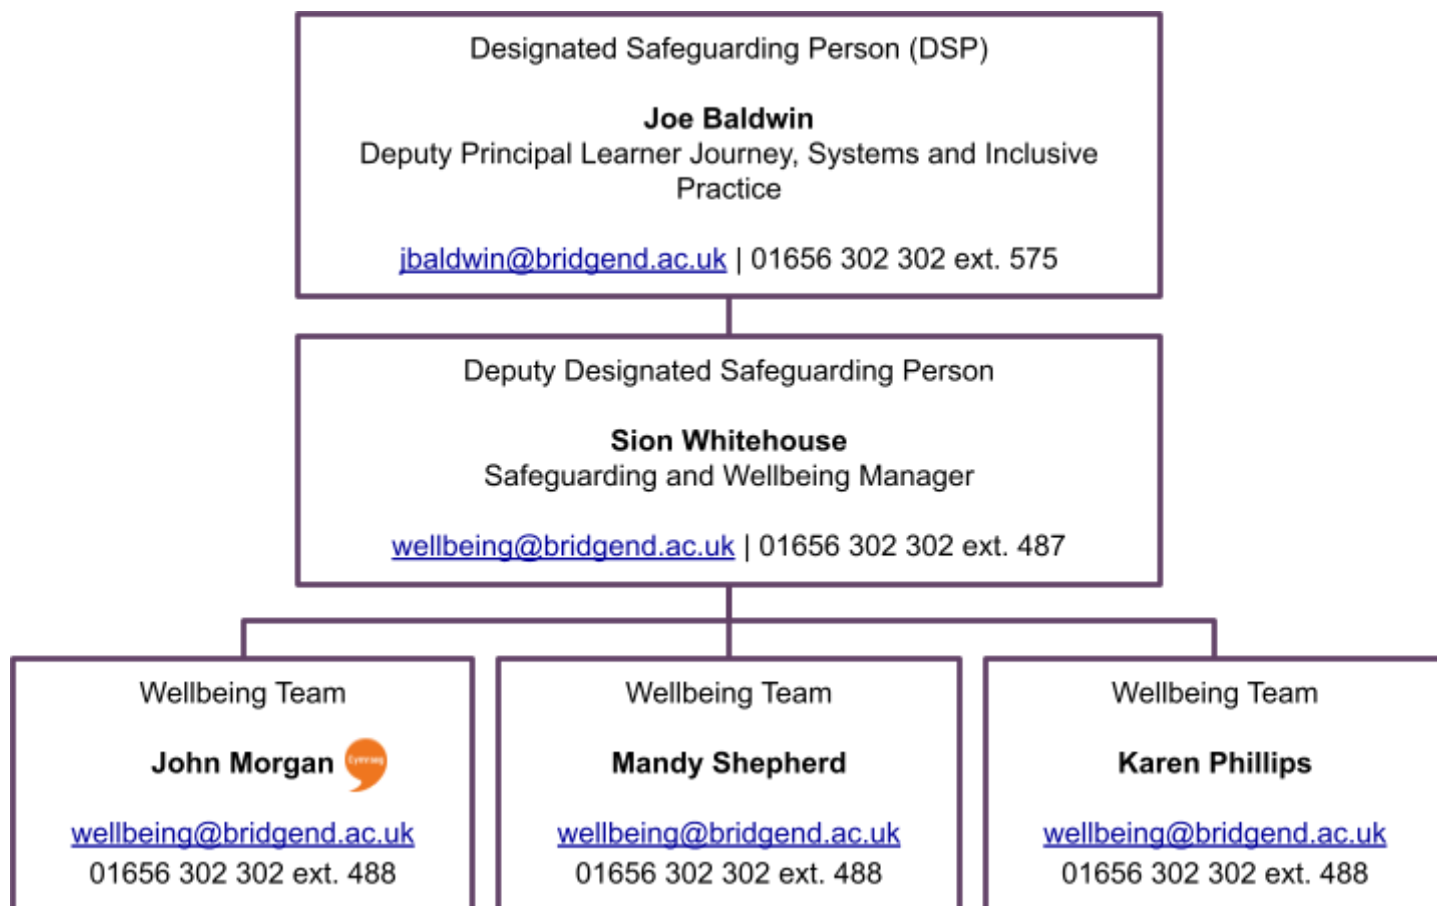 Designated Safeguarding Person (DSP)
Joe Baldwin
Deputy Principal Learner Journey, Systems and Inclusive
Practice
jbaldwin@bridgend.ac.uk | 01656 302 302 ext. 575
Deputy Designated Safeguarding Person
Sion Whitehouse
Safeguarding and Wellbeing Manager
wellbeing@bridgend.ac.uk | 01656 302 302 ext. 487
Wellbeing Team
John Morgan
Cymraeg
wellbeing@bridgend.ac.uk
01656 302 302 ext. 488
Wellbeing Team
Mandy Shepherd
wellbeing@bridgend.ac.uk
01656 302 302 ext. 488
Wellbeing Team
Karen Phillips
wellbeing@bridgend.ac.uk
01656 302 302 ext. 488